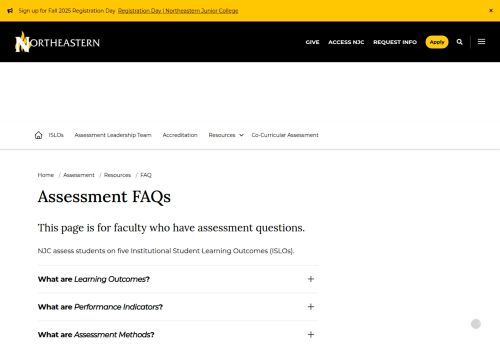 Sign up for Fall 2025 Registration Day Registration Day | Northeastern Junior College ×
NORTHEASTERN GIVE ACCESS NJC REQUEST INFO Apply
ISLOs Assessment Leadership Team Accreditation Resources Co-Curricular Assessment
Home / Assessment / Resources / FAQ
Assessment FAQs
This page is for faculty who have assessment questions.
NJC assess students on five Institutional Student Learning Outcomes (ISLOs).
What are Learning Outcomes? +
What are Performance Indicators? +
What are Assessment Methods? +